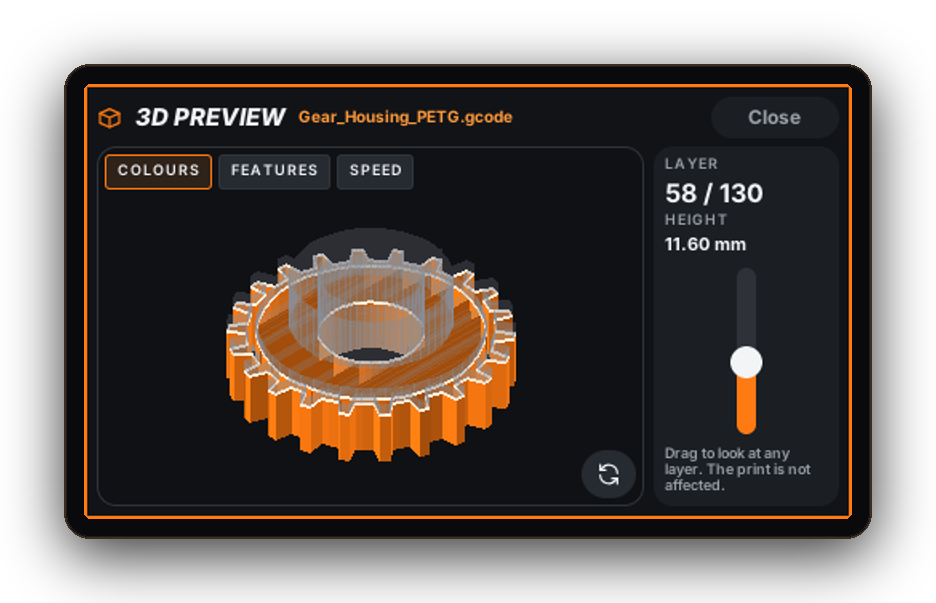 3D PREVIEW Gear_Housing_PETG.gcode
Close
COLOURS FEATURES SPEED
LAYER
58 / 130
HEIGHT
11.60 mm
Drag to look at any
layer. The print is not
affected.